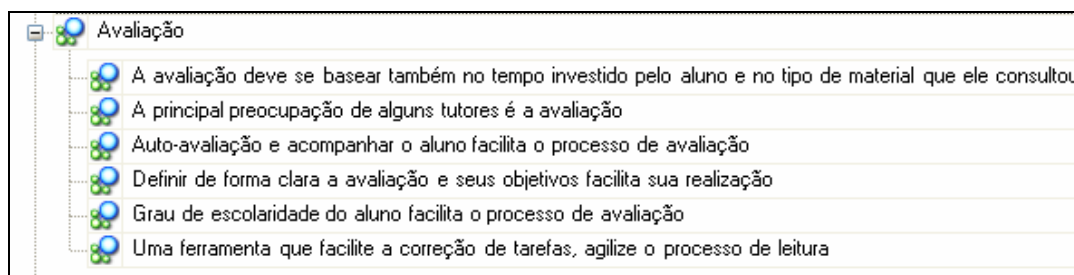 Avaliação
A avaliação deve se basear também no tempo investido pelo aluno e no tipo de material que ele consultou
A principal preocupação de alguns tutores é a avaliação
Auto-avaliação e acompanhar o aluno facilita o processo de avaliação
Definir de forma clara a avaliação e seus objetivos facilita sua realização
Grau de escolaridade do aluno facilita o processo de avaliação
Uma ferramenta que facilite a correção de tarefas, agilize o processo de leitura